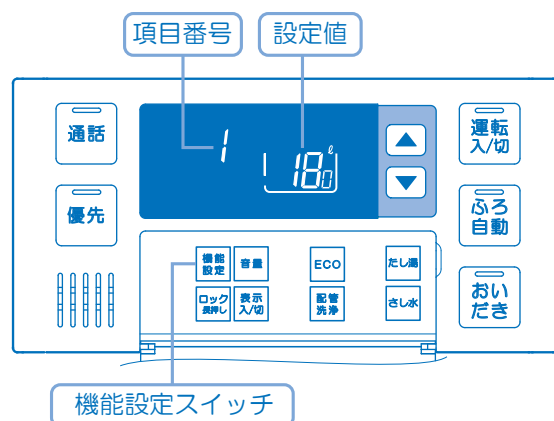 項目番号
設定値
通話
優先
1
180
ℓ
運転
入/切
ふろ
自動
おい
だき
機能
設定
音量
ECO
たし湯
ロック
長押し
表示
入/切
配管
洗浄
さし水
機能設定スイッチ